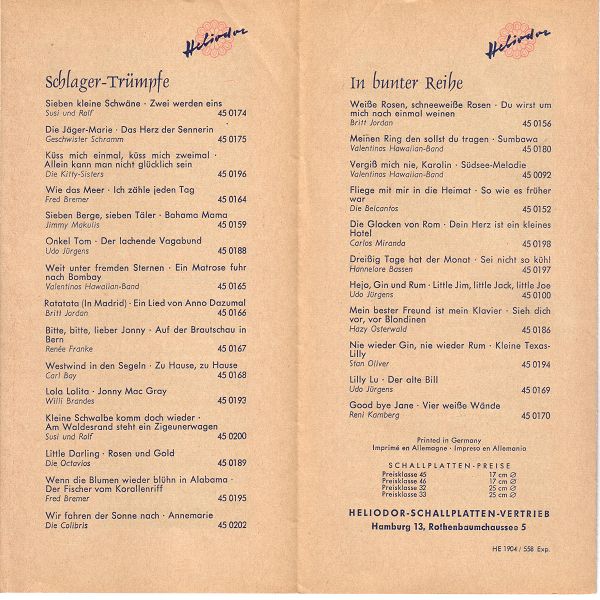 Heliodor
Schlager-Trümpfe
Sieben kleine Schwäne · Zwei werden eins
Susi und Ralf 45 0174
Die Jäger-Marie · Das Herz der Sennerin
Geschwister Schramm 45 0175
Küss mich einmal, küss mich zweimal ·
Allein kann man nicht glücklich sein
Die Kitty-Sisters 45 0196
Wie das Meer · Ich zähle jeden Tag
Fred Bremer 45 0164
Sieben Berge, sieben Täler · Bahama Mama
Jimmy Makulis 45 0159
Onkel Tom · Der lachende Vagabund
Udo Jürgens 45 0188
Weit unter fremden Sternen · Ein Matrose fuhr
nach Bombay
Valentinos Hawaiian-Band 45 0165
Ratatata (In Madrid) · Ein Lied von Anno Dazumal
Britt Jordan 45 0166
Bitte, bitte, lieber Jonny · Auf der Brautschau in
Bern
Renée Franke 45 0167
Westwind in den Segeln · Zu Hause, zu Hause
Carl Bay 45 0168
Lola Lolita · Jonny Mac Gray
Willi Brandes 45 0193
Kleine Schwalbe komm doch wieder ·
Am Waldesrand steht ein Zigeunerwagen
Susi und Ralf 45 0200
Little Darling · Rosen und Gold
Die Octavios 45 0189
Wenn die Blumen wieder blühn in Alabama ·
Der Fischer vom Korallenriff
Fred Bremer 45 0195
Wir fahren der Sonne nach · Annemarie
Die Colibris 45 0202
Heliodor
In bunter Reihe
Weiße Rosen, schneeweiße Rosen · Du wirst um
mich noch einmal weinen
Britt Jordan 45 0156
Meinen Ring den sollst du tragen · Sumbawa
Valentinos Hawaiian-Band 45 0180
Vergiß mich nie, Karolin · Südsee-Melodie
Valentinos Hawaiian-Band 45 0092
Fliege mit mir in die Heimat · So wie es früher
war
Die Belcantos 45 0152
Die Glocken von Rom · Dein Herz ist ein kleines
Hotel
Carlos Miranda 45 0198
Dreißig Tage hat der Monat · Sei nicht so kühl
Hannelore Bassen 45 0197
Hejo, Gin und Rum · Little Jim, little Jack, little Joe
Udo Jürgens 45 0100
Mein bester Freund ist mein Klavier · Sieh dich
vor, vor Blondinen
Hazy Osterwald 45 0186
Nie wieder Gin, nie wieder Rum · Kleine Texas-
Lilly
Stan Oliver 45 0194
Lilly Lu · Der alte Bill
Udo Jürgens 45 0169
Good bye Jane · Vier weiße Wände
Reni Kamberg 45 0170
Printed in Germany
Imprimé en Allemagne · Impreso en Allemania
SCHALLPLATTEN-PREISE
Preisklasse 45 17 cm Ø
Preisklasse 46 17 cm Ø
Preisklasse 32 25 cm Ø
Preisklasse 33 25 cm Ø
HELIODOR-SCHALLPLATTEN-VERTRIEB
Hamburg 13, Rothenbaumchaussee 5
HE 1904 / 558 Exp.